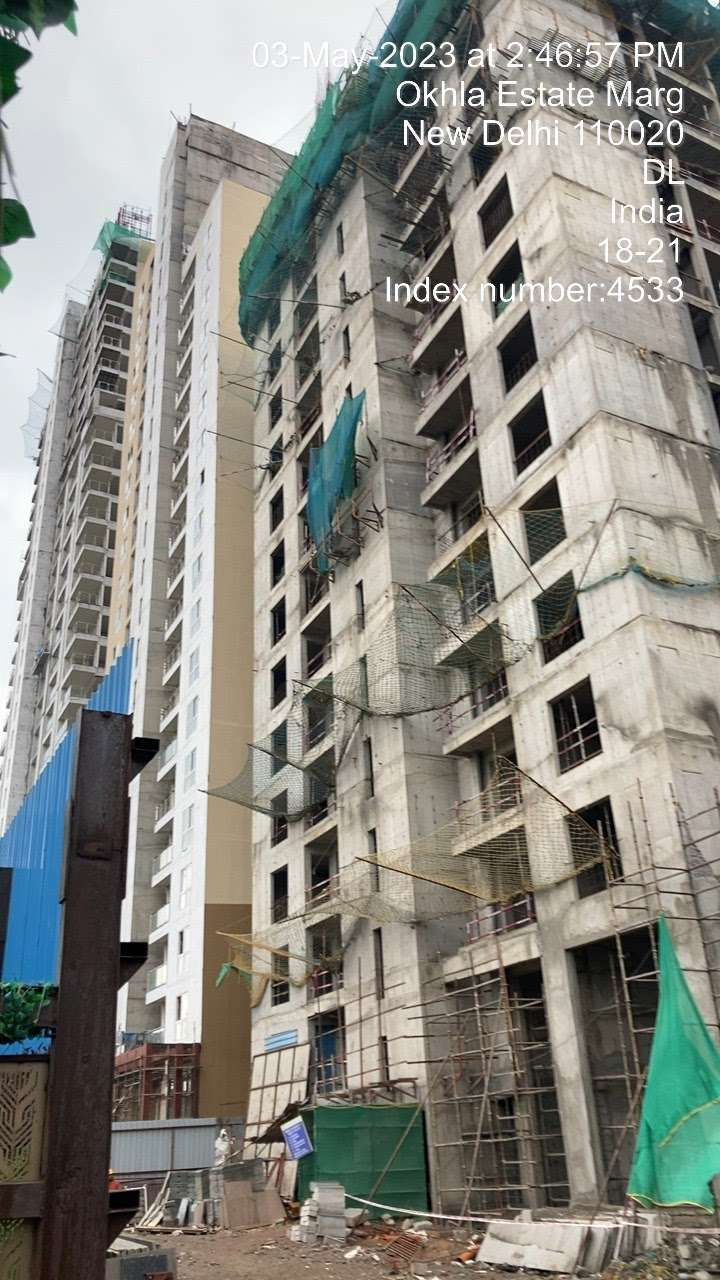 03-May-2023 at 2:46:57 PM
Okhla Estate Marg
New Delhi 110020
DL
India
18-21
Index number:4533